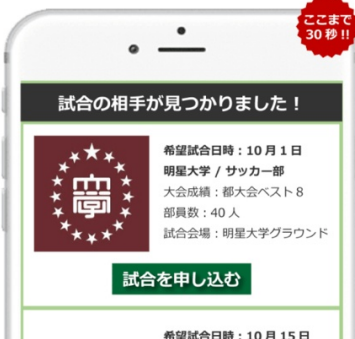 ここまで
30秒!!
試合の相手が見つかりました！
希望試合日時：10月1日
明星大学 / サッカー部
大会成績：都大会ベスト8
部員数：40人
試合会場：明星大学グラウンド
大学
試合を申し込む
希望試合日時：10月15日